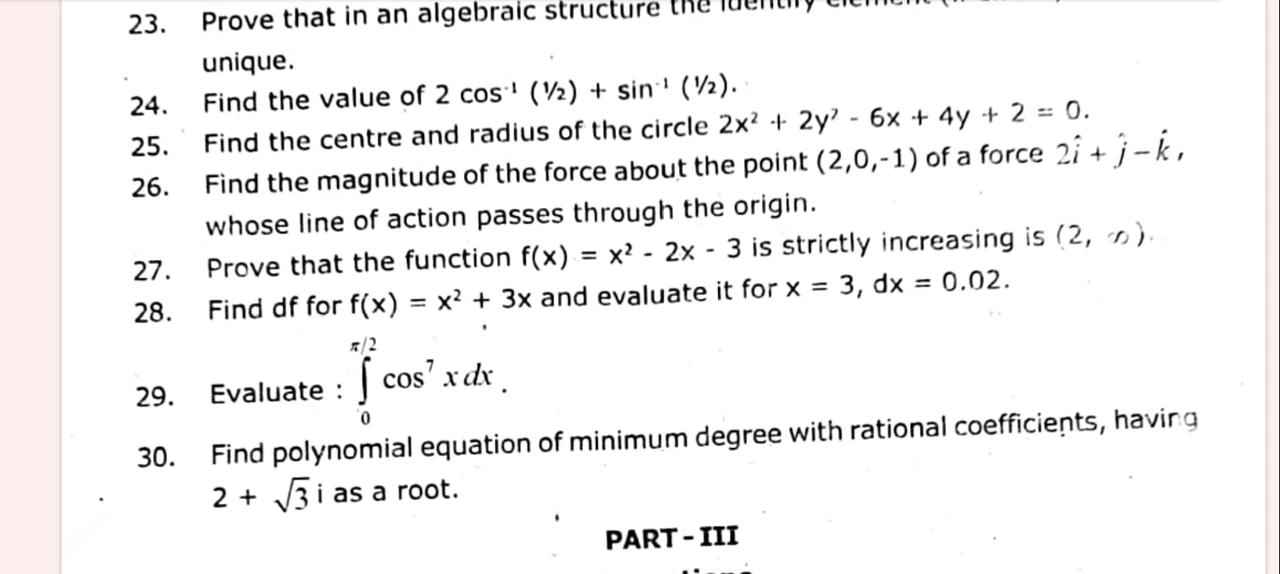 23. Prove that in an algebraic structure the identity
unique.
24. Find the value of 2 cos⁻¹ (½) + sin⁻¹ (½).
25. Find the centre and radius of the circle 2x² + 2y² - 6x + 4y + 2 = 0.
26. Find the magnitude of the force about the point (2,0,-1) of a force 2î + ĵ – k̂,
whose line of action passes through the origin.
27. Prove that the function f(x) = x² - 2x - 3 is strictly increasing is (2, ∞).
28. Find df for f(x) = x² + 3x and evaluate it for x = 3, dx = 0.02.
29. Evaluate : ∫₀^(π/2) cos⁷ x dx .
30. Find polynomial equation of minimum degree with rational coefficients, having
2 + √3 i as a root.
PART - III